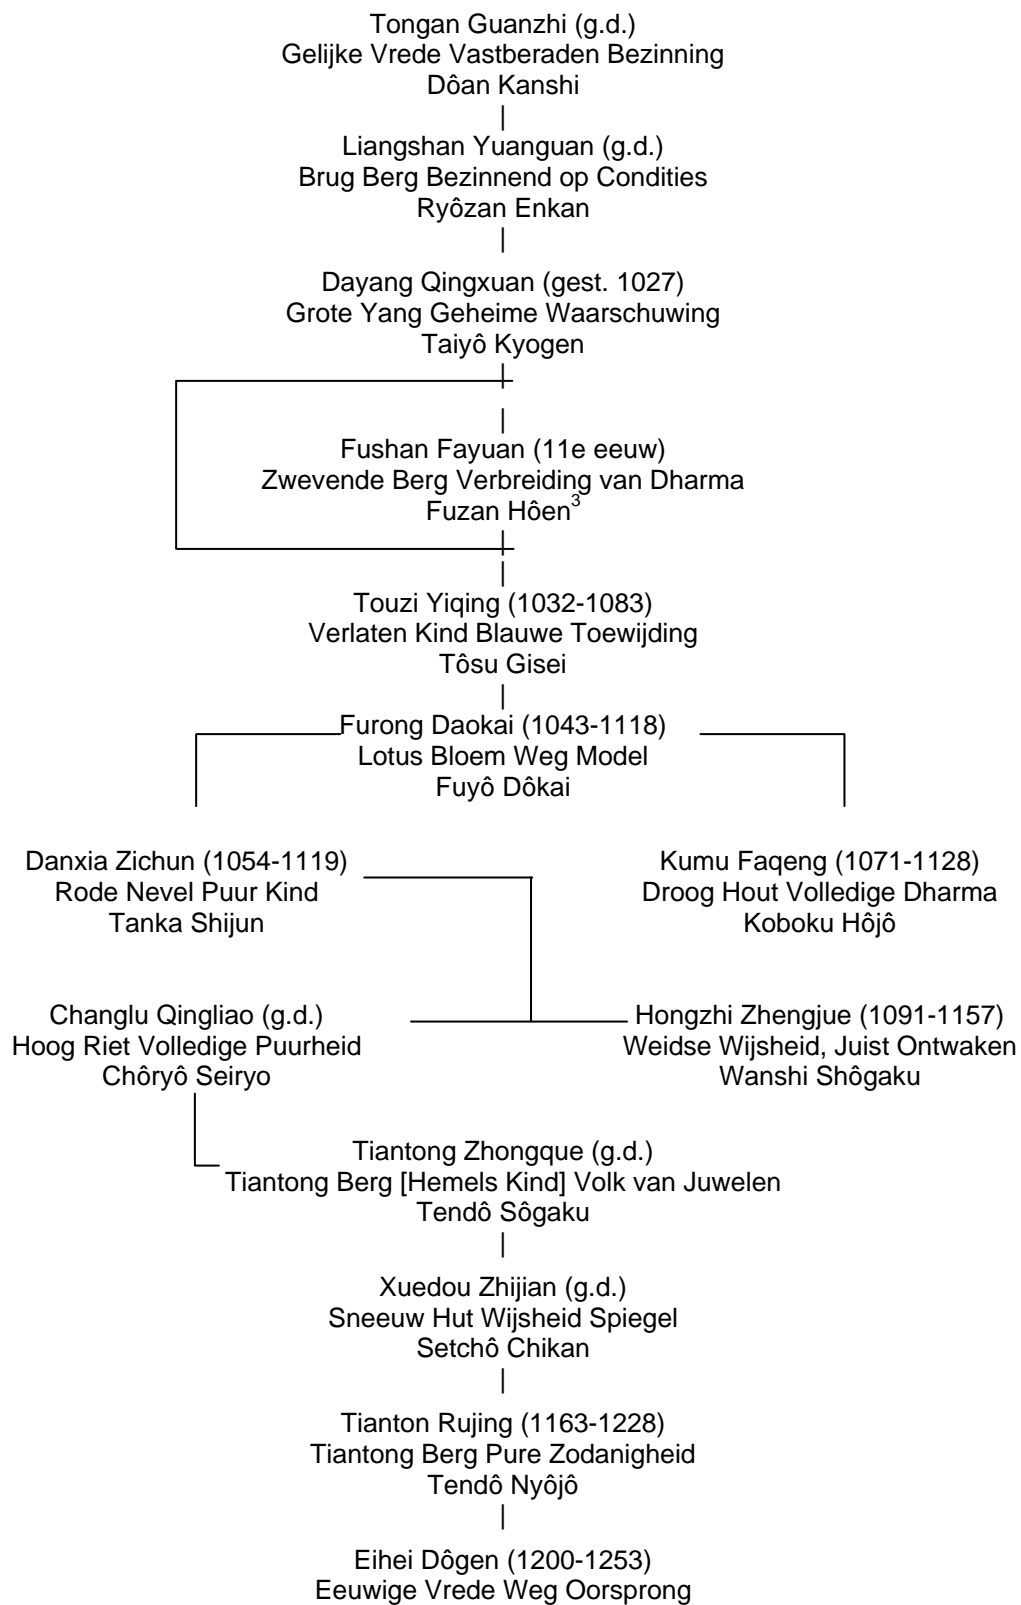 Tongan Guanzhi (g.d.)
Gelijke Vrede Vastberaden Bezinning
Dôan Kanshi
Liangshan Yuanguan (g.d.)
Brug Berg Bezinnend op Condities
Ryôzan Enkan
Dayang Qingxuan (gest. 1027)
Grote Yang Geheime Waarschuwing
Taiyô Kyogen
Fushan Fayuan (11e eeuw)
Zwevende Berg Verbreiding van Dharma
Fuzan Hôen³
Touzi Yiqing (1032-1083)
Verlaten Kind Blauwe Toewijding
Tôsu Gisei
Furong Daokai (1043-1118)
Lotus Bloem Weg Model
Fuyô Dôkai
Danxia Zichun (1054-1119)
Rode Nevel Puur Kind
Tanka Shijun
Kumu Faqeng (1071-1128)
Droog Hout Volledige Dharma
Koboku Hôjô
Changlu Qingliao (g.d.)
Hoog Riet Volledige Puurheid
Chôryô Seiryo
Hongzhi Zhengjue (1091-1157)
Weidse Wijsheid, Juist Ontwaken
Wanshi Shôgaku
Tiantong Zhongque (g.d.)
Tiantong Berg [Hemels Kind] Volk van Juwelen
Tendô Sôgaku
Xuedou Zhijian (g.d.)
Sneeuw Hut Wijsheid Spiegel
Setchô Chikan
Tianton Rujing (1163-1228)
Tiantong Berg Pure Zodanigheid
Tendô Nyôjô
Eihei Dôgen (1200-1253)
Eeuwige Vrede Weg Oorsprong